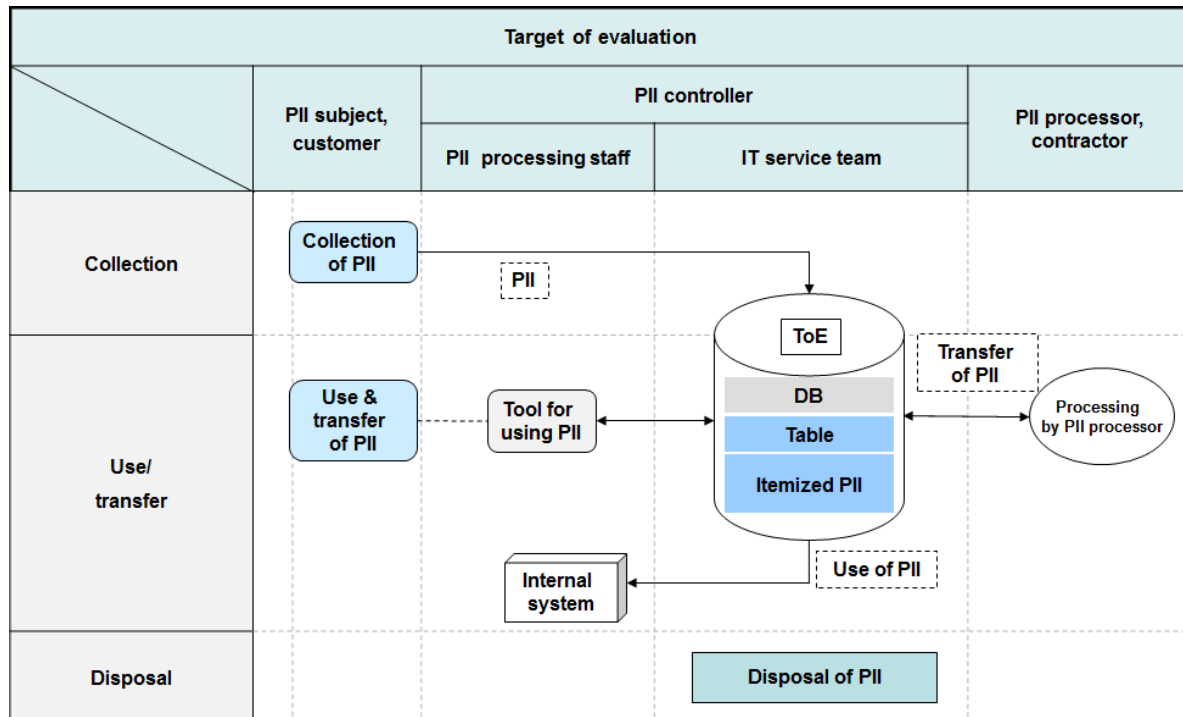 Target of evaluation
PII subject,
customer
PII controller
PII processing staff
IT service team
PII processor,
contractor
Collection
Collection
of PII
PII
ToE
DB
Table
Itemized PII
Transfer
of PII
Use/
transfer
Use &
transfer
of PII
Tool for
using PII
Processing
by PII processor
Internal
system
Use of PII
Disposal
Disposal of PII